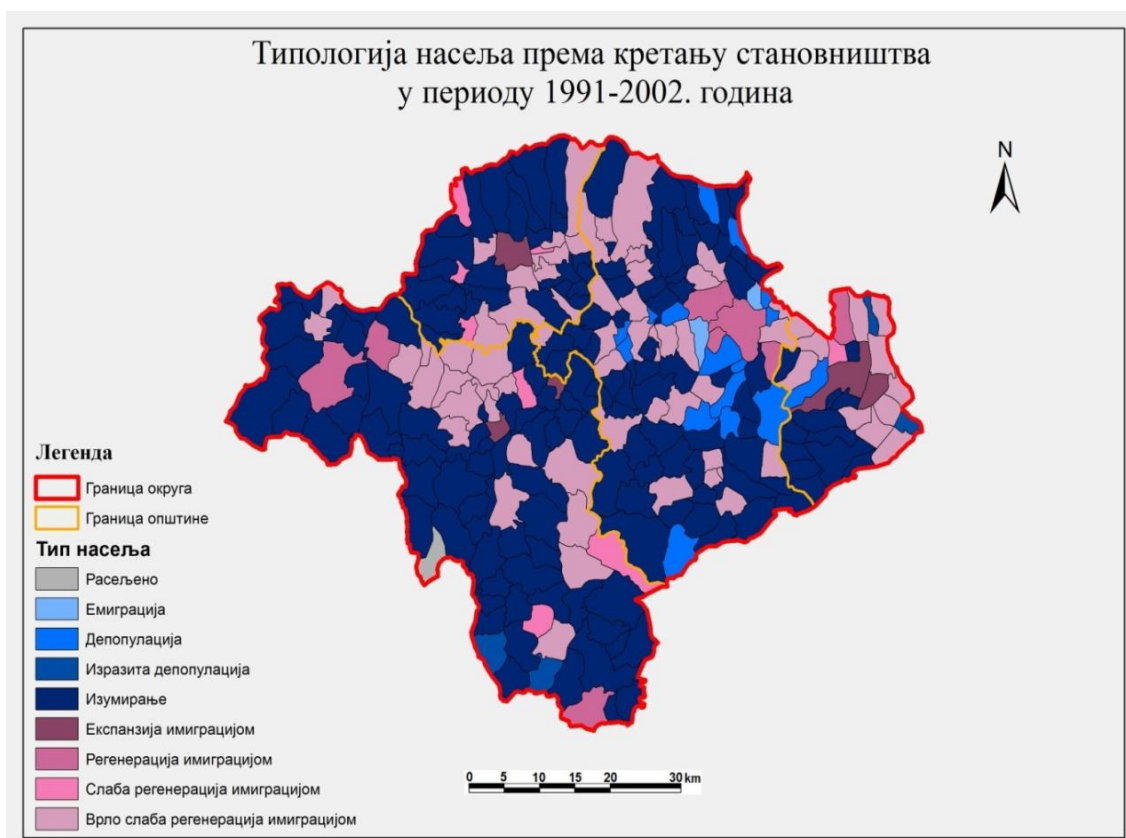 Типологија насеља према кретању становништва
у периоду 1991-2002. година
N
Легенда
Граница округа
Граница општине
Тип насеља
Расељено
Емиграција
Депопулација
Изразита депопулација
Изумирање
Експанзија имиграцијом
Регенерација имиграцијом
Слаба регенерација имиграцијом
Врло слаба регенерација имиграцијом
0 5 10 15 20 30 km